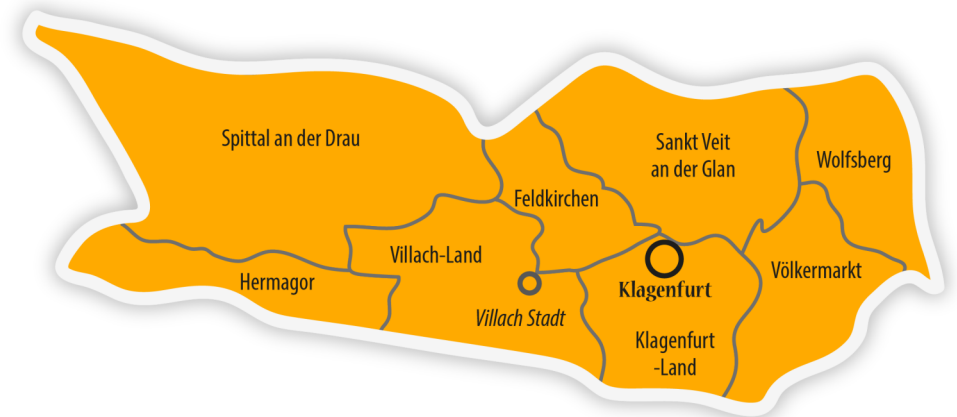 Spittal an der Drau
Sankt Veit
an der Glan
Wolfsberg
Feldkirchen
Villach-Land
Hermagor
Völkermarkt
Klagenfurt
Villach Stadt
Klagenfurt
-Land